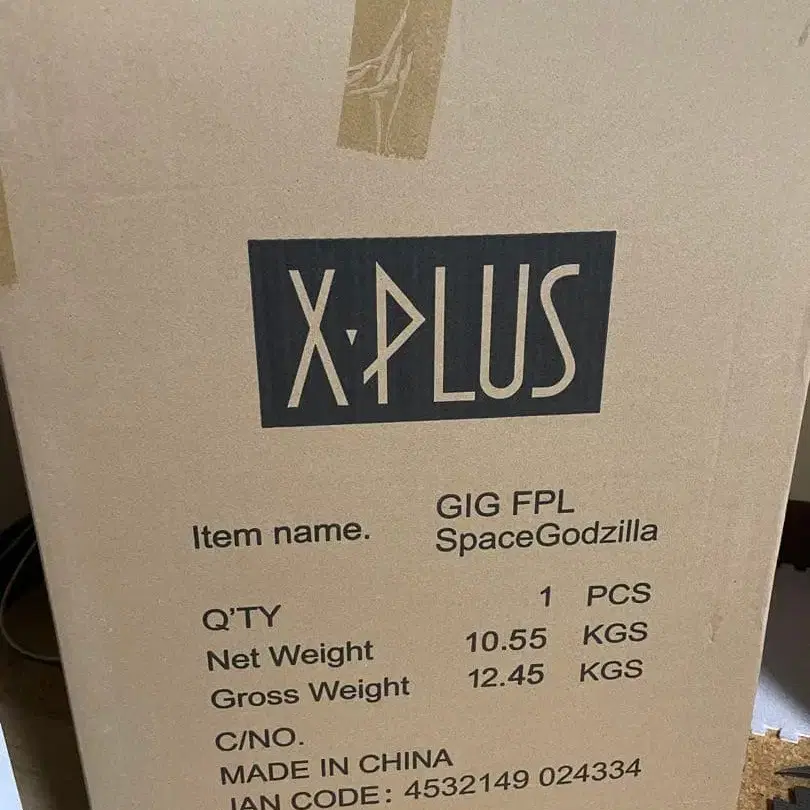 X·PLUS
Item name. GIG FPL
SpaceGodzilla
Q'TY 1 PCS
Net Weight 10.55 KGS
Gross Weight 12.45 KGS
C/NO.
MADE IN CHINA
JAN CODE: 4532149 024334